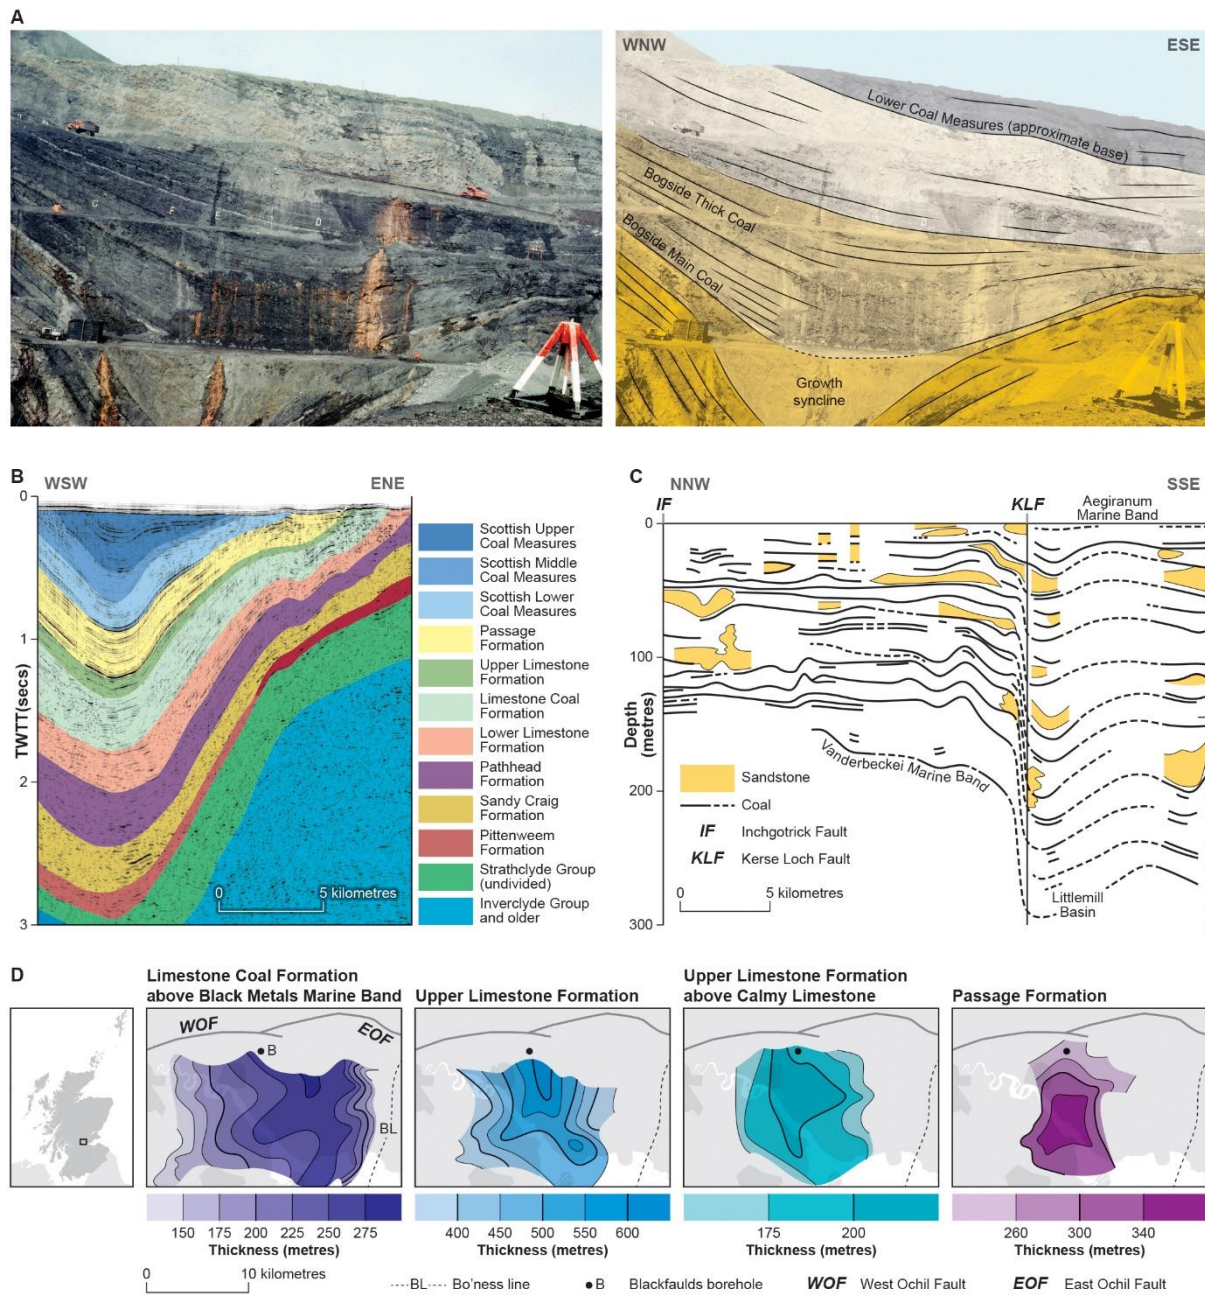 A
WNW
ESE
Lower Coal Measures (approximate base)
Bogside Thick Coal
Bogside Main Coal
Growth
syncline
G
F
E
D
B
WSW
ENE
0
1
2
3
TWTT(secs)
0
5 kilometres
Scottish Upper
Coal Measures
Scottish Middle
Coal Measures
Scottish Lower
Coal Measures
Passage
Formation
Upper Limestone
Formation
Limestone Coal
Formation
Lower Limestone
Formation
Pathhead
Formation
Sandy Craig
Formation
Pittenweem
Formation
Strathclyde Group
(undivided)
Inverclyde Group
and older
C
NNW
SSE
IF
KLF
Aegiranum
Marine Band
0
100
200
300
Depth
(metres)
Vanderbeckei Marine Band
Sandstone
Coal
IF Inchgotrick Fault
KLF Kerse Loch Fault
0
5 kilometres
Littlemill
Basin
D
Limestone Coal Formation
above Black Metals Marine Band
WOF
EOF
B
BL
150 175 200 225 250 275
Thickness (metres)
Upper Limestone Formation
400 450 500 550 600
Thickness (metres)
Upper Limestone Formation
above Calmy Limestone
175 200
Thickness (metres)
Passage Formation
260 300 340
Thickness (metres)
0
10 kilometres
BL Bo'ness line
B Blackfaulds borehole
WOF West Ochil Fault
EOF East Ochil Fault